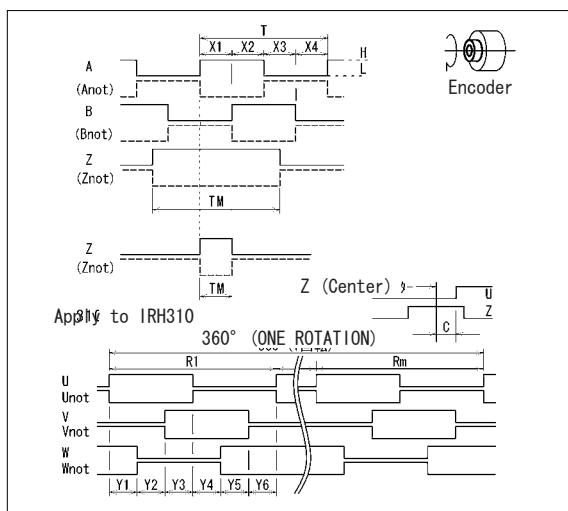 T
X1 X2 X3 X4
A
H
L
(Anot)
Encoder
B
(Bnot)
Z
(Znot)
TM
Z
(Znot)
TM
Z (Center)
U
Z
C
Apply to IRH310
360° (ONE ROTATION)
R1 Rm
U
Unot
V
Vnot
W
Wnot
Y1 Y2 Y3 Y4 Y5 Y6